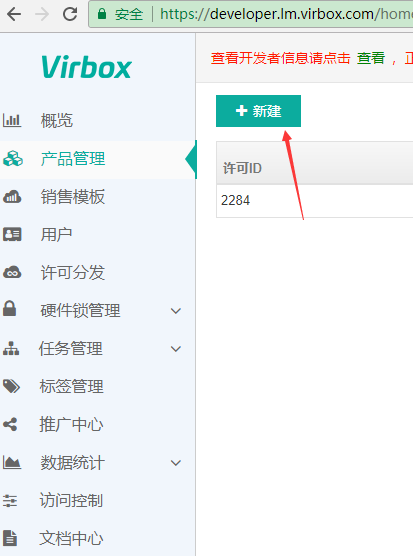 安全 | https://developer.lm.virbox.com/home
Virbox
查看开发者信息请点击 查看 ，
新建
概览
产品管理
许可ID
销售模板
2284
用户
许可分发
硬件锁管理
任务管理
标签管理
推广中心
数据统计
访问控制
文档中心